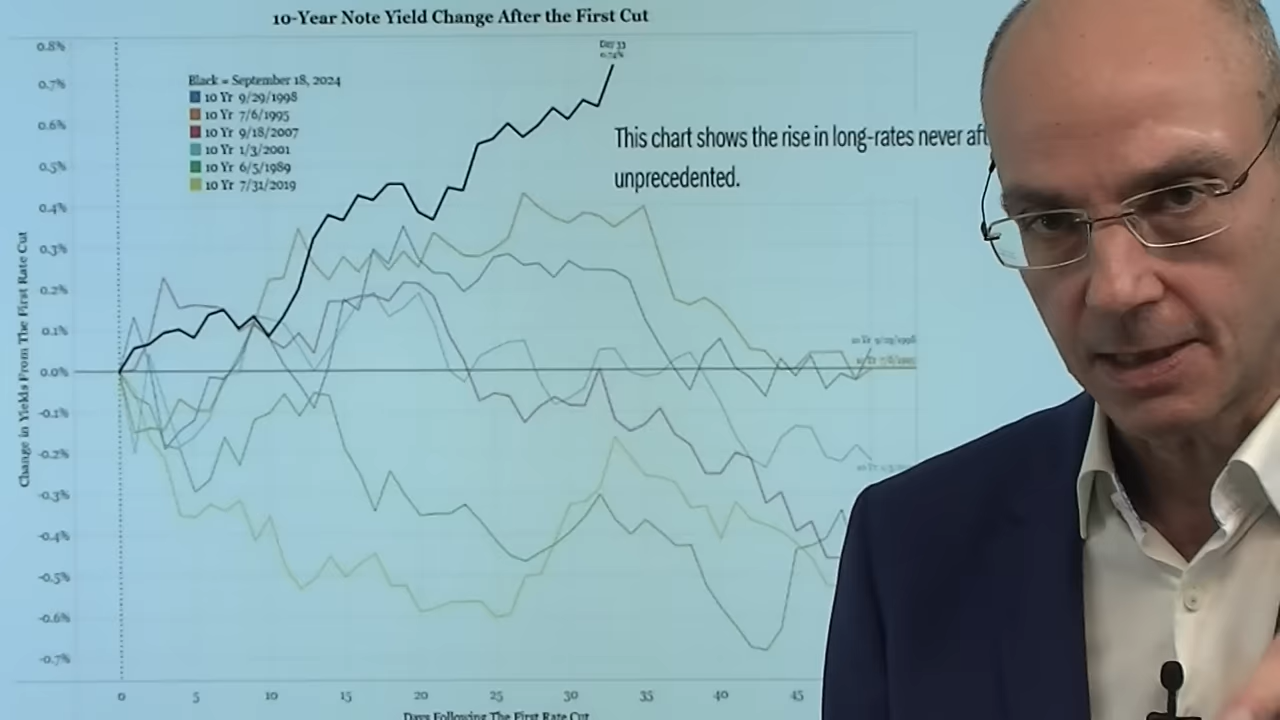 10-Year Note Yield Change After the First Cut
0.8%
0.7%
0.6%
0.5%
0.4%
0.3%
0.2%
0.1%
0.0%
-0.1%
-0.2%
-0.3%
-0.4%
-0.5%
-0.6%
-0.7%
Change in Yields From The First Rate Cut
Black = September 18, 2024
10 Yr 9/29/1998
10 Yr 7/6/1995
10 Yr 9/18/2007
10 Yr 1/3/2001
10 Yr 6/5/1989
10 Yr 7/31/2019
Day 33
0.74%
This chart shows the rise in long-rates never aft
unprecedented.
10 Yr 9/29/1998
0 5 10 15 20 25 30 35 40 45
Days Following The First Rate Cut